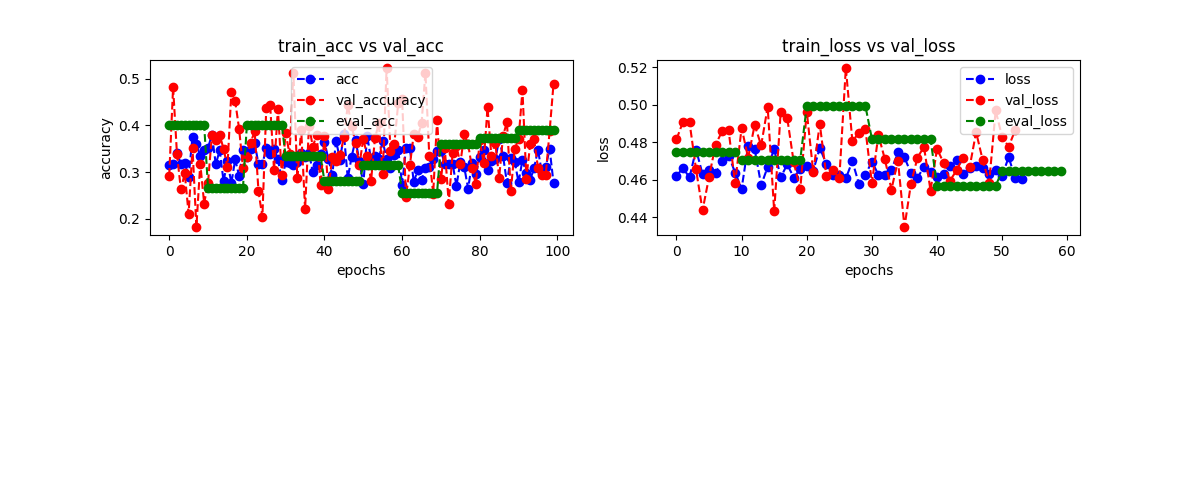 train_acc vs val_acc
accuracy
0.5
0.4
0.3
0.2
acc
val_accuracy
eval_acc
0 20 40 60 80 100
epochs
train_loss vs val_loss
loss
0.52
0.50
0.48
0.46
0.44
loss
val_loss
eval_loss
0 10 20 30 40 50 60
epochs